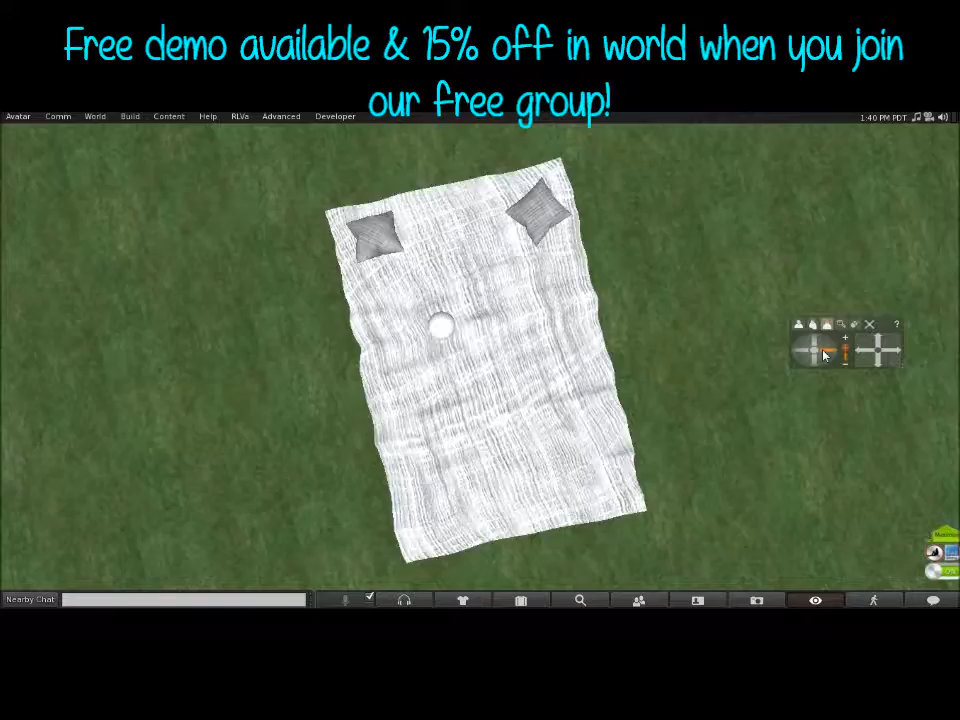 Free demo available & 15% off in world when you join
our free group!
Avatar Comm World Build Content Help RLVa Advanced Developer 1:40 PM PDT
?
Nearby Chat